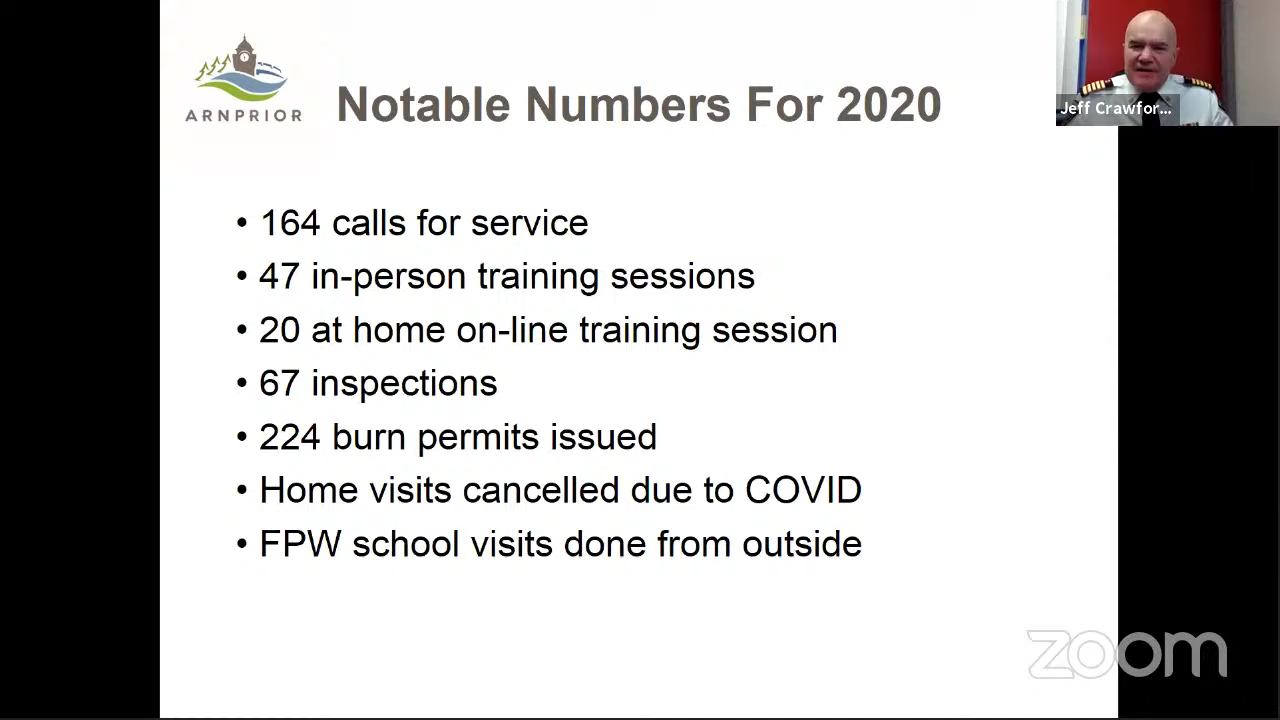 ARNPRIOR
Notable Numbers For 2020
Jeff Crawfor...
• 164 calls for service
• 47 in-person training sessions
• 20 at home on-line training session
• 67 inspections
• 224 burn permits issued
• Home visits cancelled due to COVID
• FPW school visits done from outside
zoom